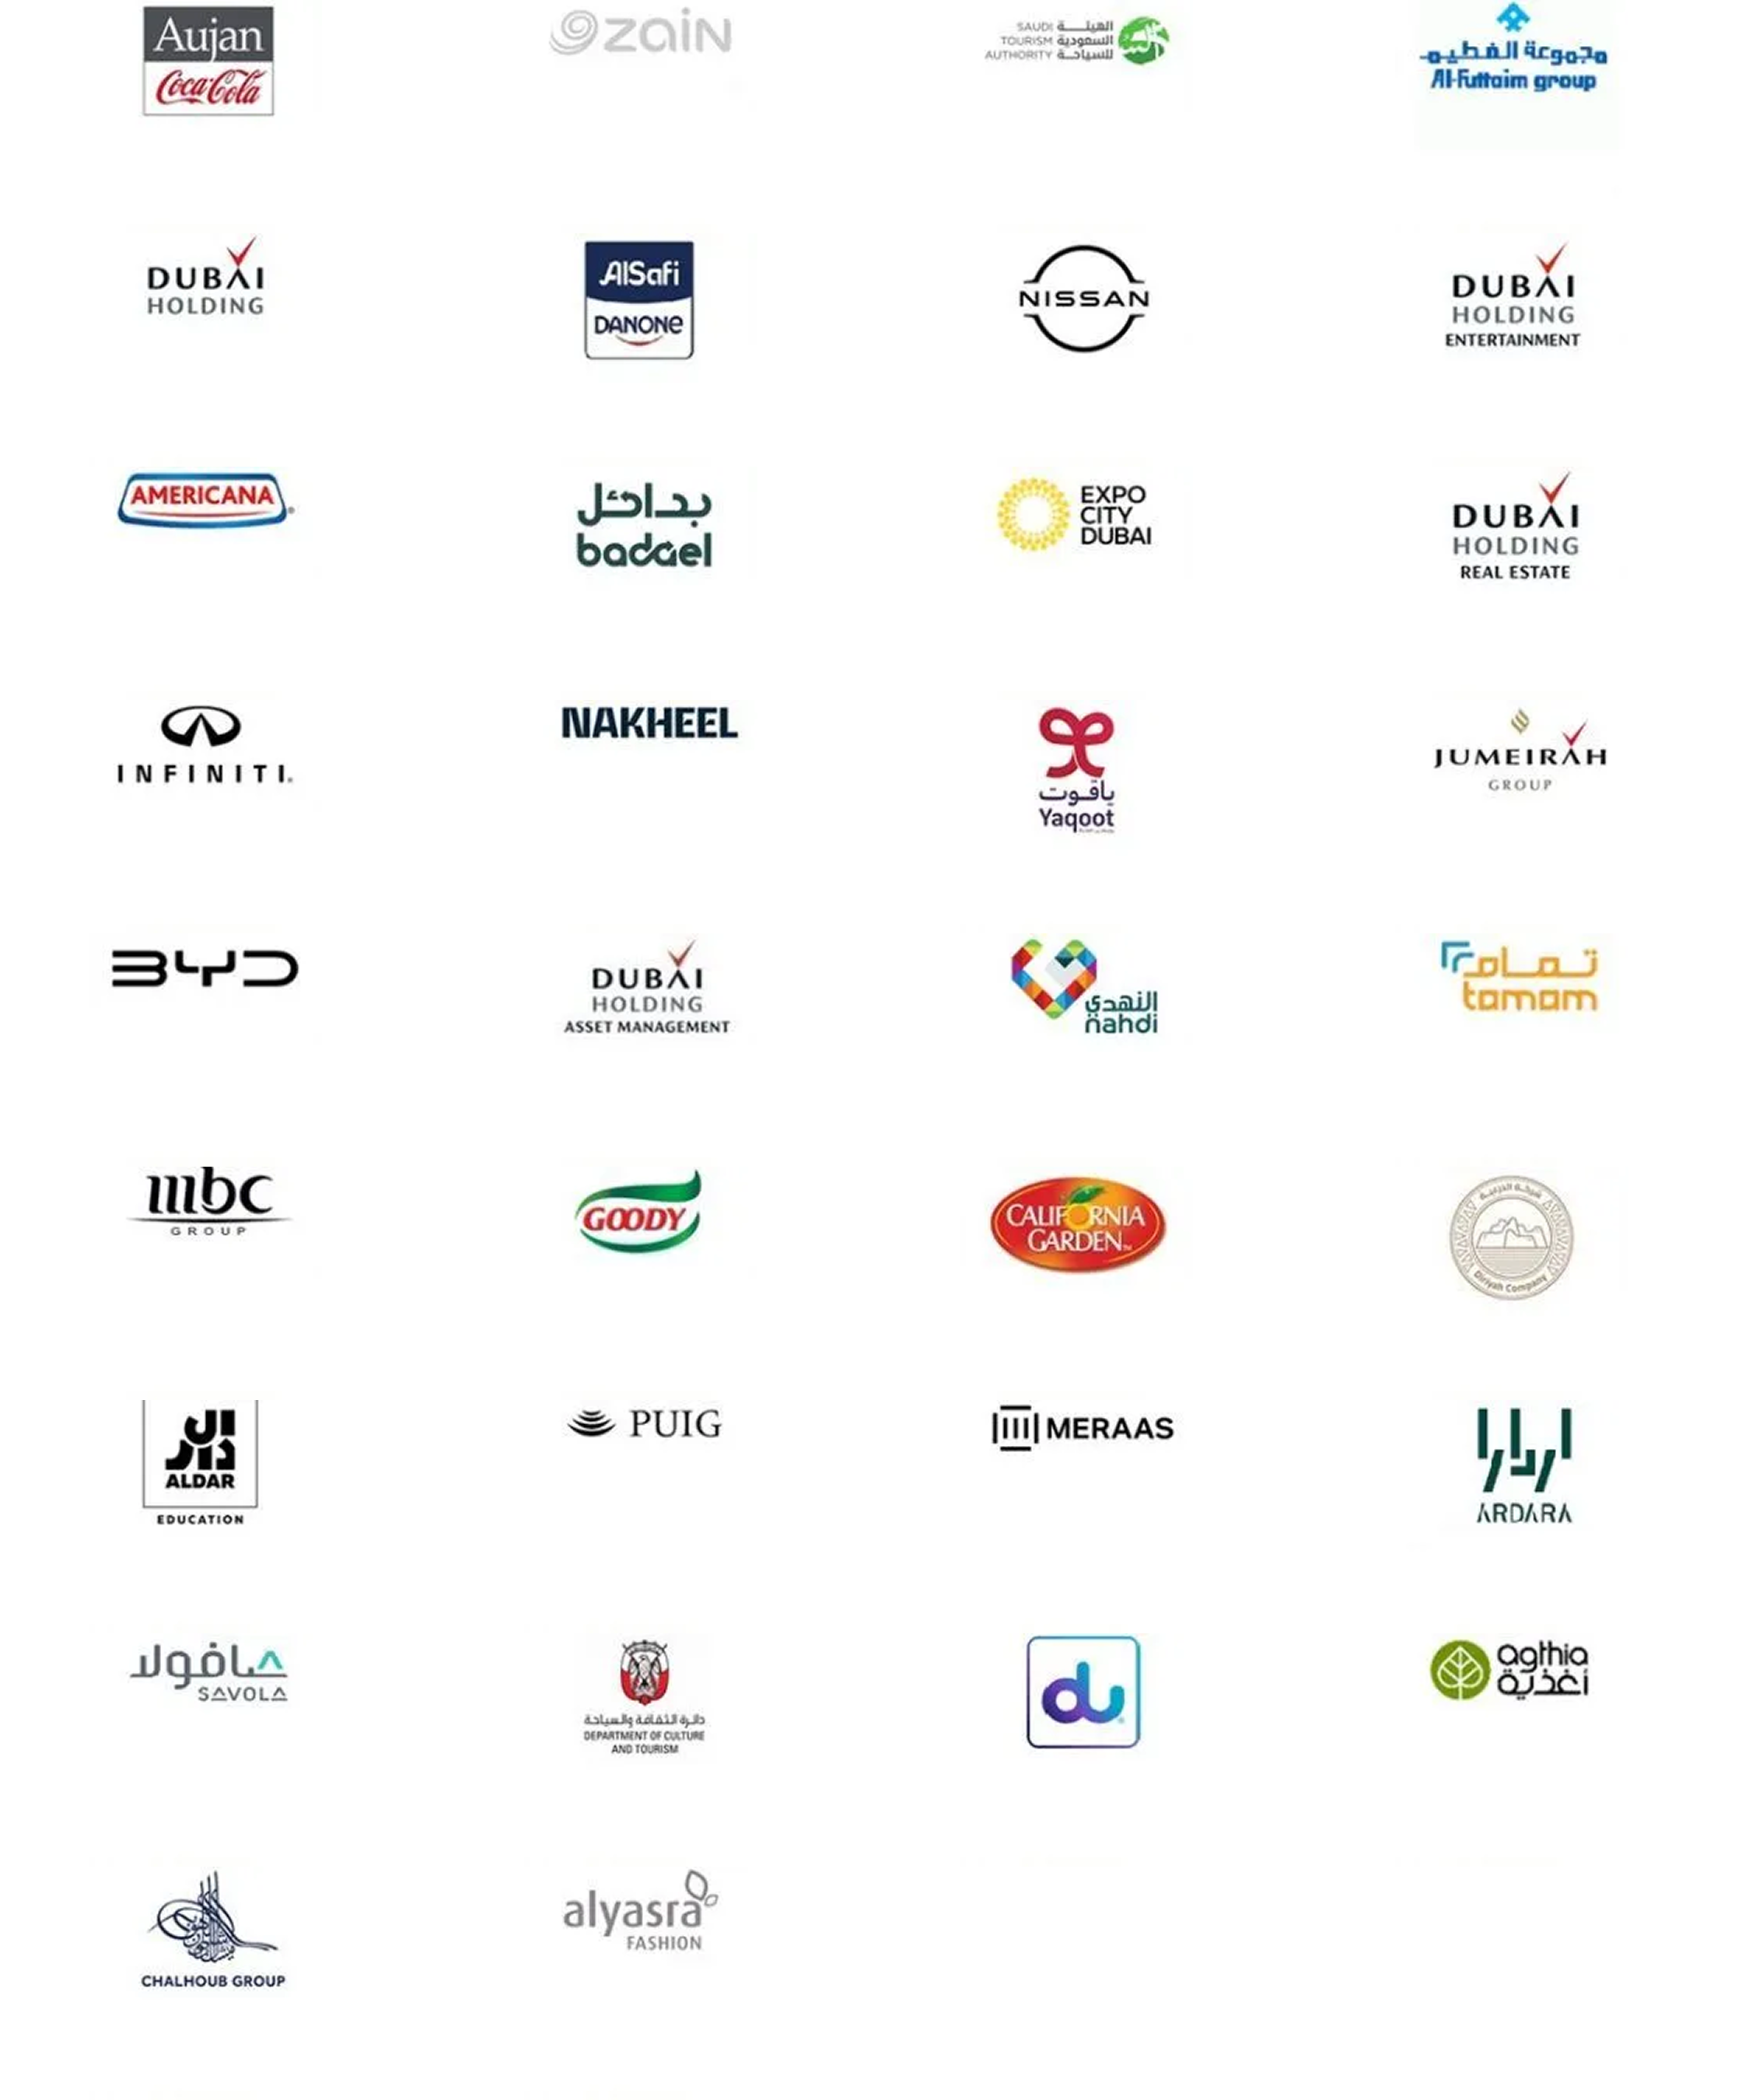 Aujan
Coca-Cola
zain
SAUDI الهيئة
TOURISM السعودية
AUTHORITY للسياحة
مجموعة الفطيم
Al-Futtaim group
DUBAI
HOLDING
AlSafi
DANONE
NISSAN
DUBAI
HOLDING
ENTERTAINMENT
AMERICANA
®
بدائل
badael
EXPO
CITY
DUBAI
DUBAI
HOLDING
REAL ESTATE
INFINITI®
NAKHEEL
ياقوت
Yaqoot
JUMEIRAH
GROUP
BYD
DUBAI
HOLDING
ASSET MANAGEMENT
النهدي
nahdi
تمام
tamam
mbc
GROUP
GOODY
CALIFORNIA
GARDEN™
شركة الدرعية
Diriyah Company
الدار
ALDAR
EDUCATION
PUIG
MERAAS
اردارا
ARDARA
صافولا
SAVOLA
دائرة الثقافة والسياحة
DEPARTMENT OF CULTURE
AND TOURISM
du
agthia
أغذية
CHALHOUB GROUP
alyasra
FASHION